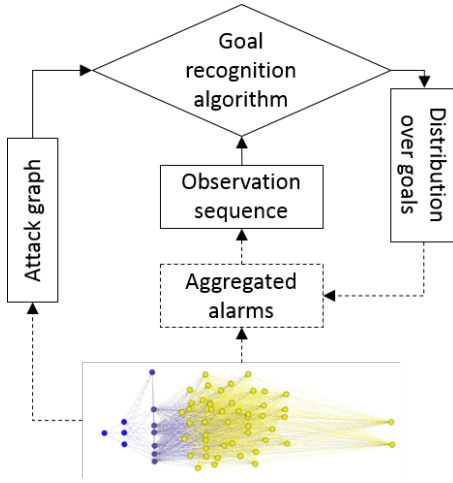 Goal
recognition
algorithm
Attack graph
Observation
sequence
Distribution
over goals
Aggregated
alarms